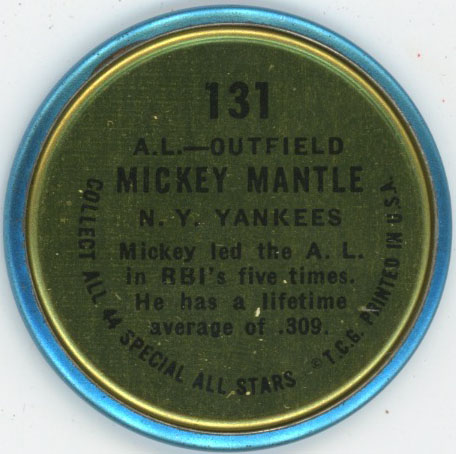 131
A.L.—OUTFIELD
MICKEY MANTLE
N. Y. YANKEES
Mickey led the A. L.
in RBI's five times.
He has a lifetime
average of .309.
COLLECT ALL 44 SPECIAL ALL STARS ©T.C.G. PRINTED IN U.S.A.